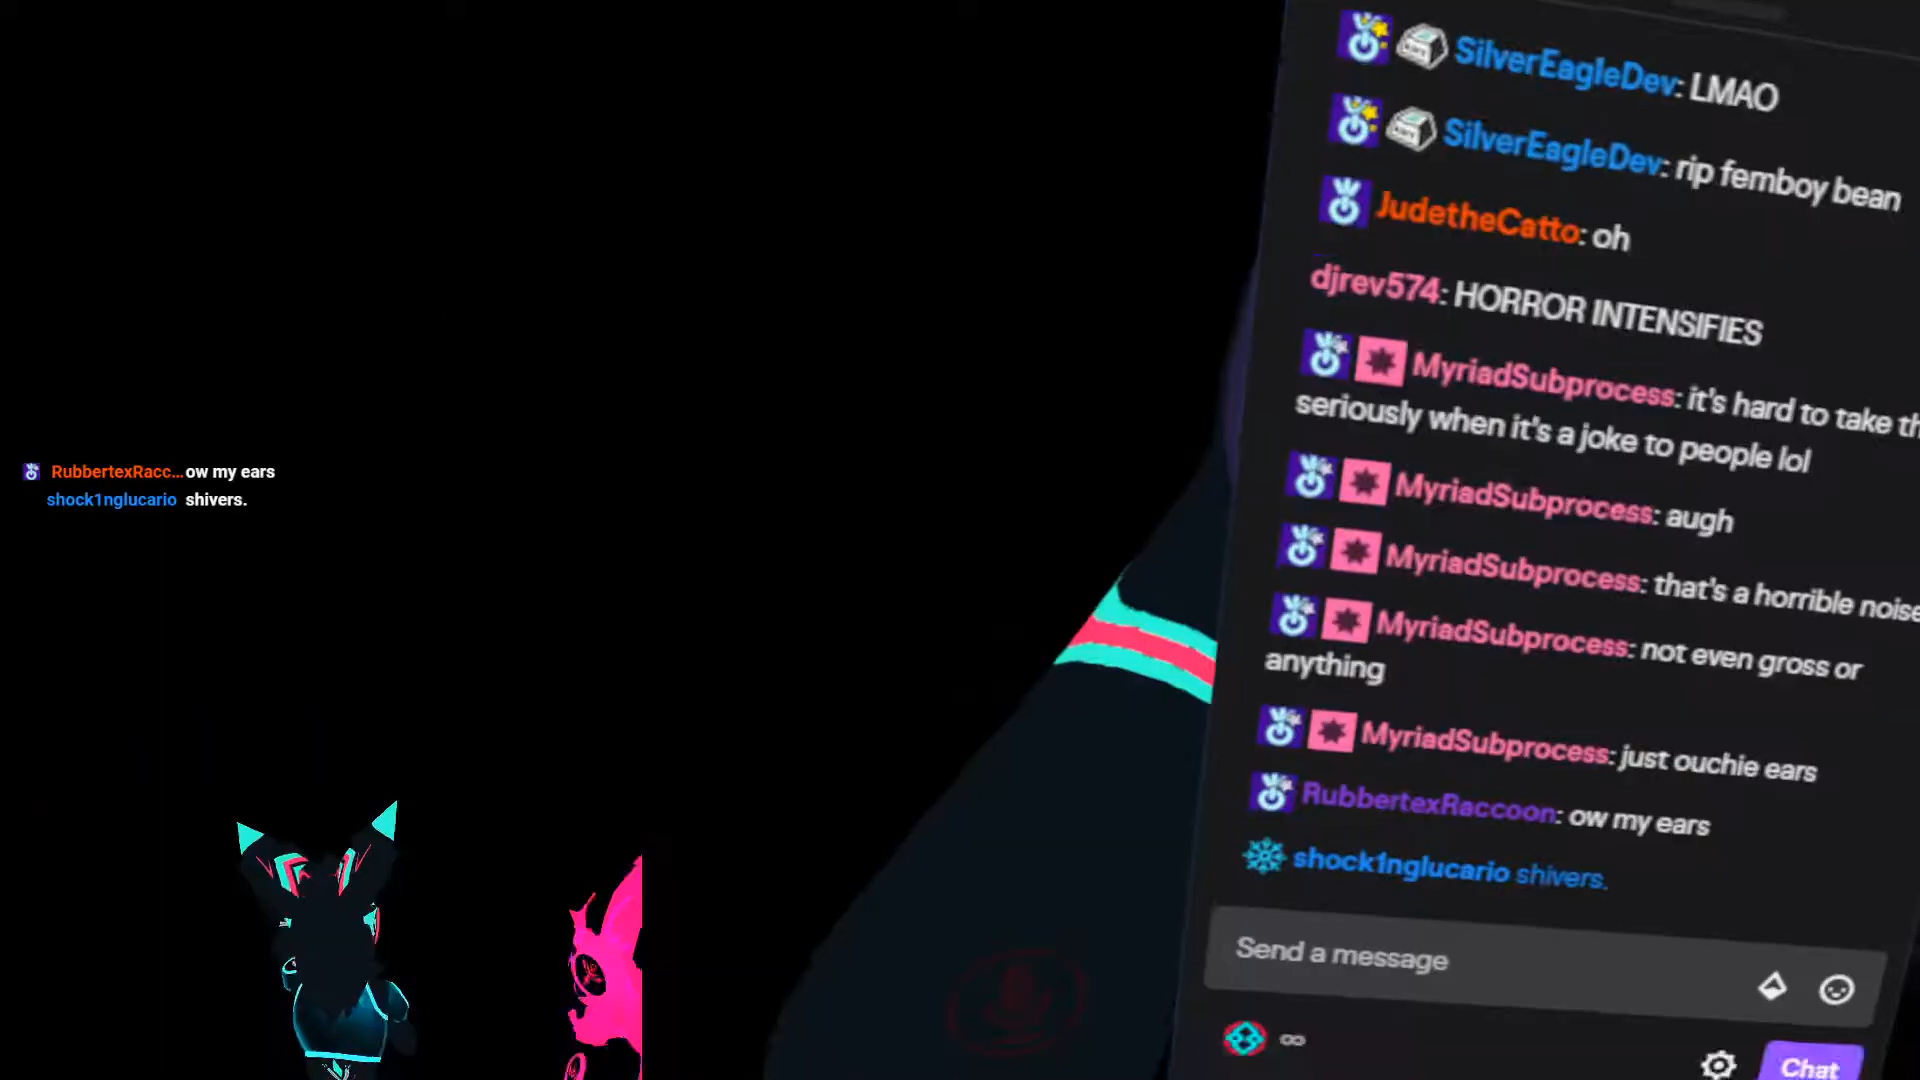 SilverEagleDev: LMAO
SilverEagleDev: rip femboy bean
JudetheCatto: oh
djrev574: HORROR INTENSIFIES
MyriadSubprocess: it's hard to take
seriously when it's a joke to people lol
MyriadSubprocess: augh
MyriadSubprocess: that's a horrible
MyriadSubprocess: not even gross or
anything
MyriadSubprocess: just ouchie ears
RubbertexRaccoon: ow my ears
shock1nglucario shivers.
Send a message
∞
Chat
RubbertexRacc... ow my ears
shock1nglucario shivers.